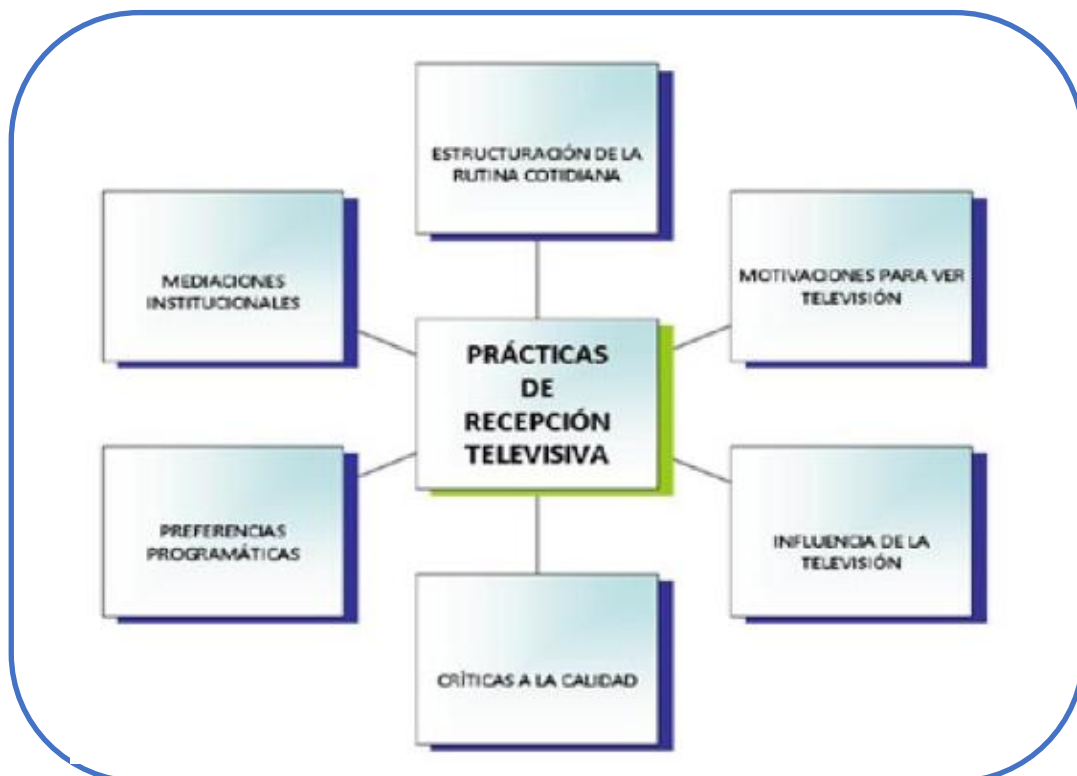 ESTRUCTURACIÓN DE LA
RUTINA COTIDIANA
MEDIACIONES
INSTITUCIONALES
MOTIVACIONES PARA VER
TELEVISIÓN
PRÁCTICAS
DE
RECEPCIÓN
TELEVISIVA
PREFERENCIAS
PROGRAMÁTICAS
INFLUENCIA DE LA
TELEVISIÓN
CRÍTICAS A LA CALIDAD